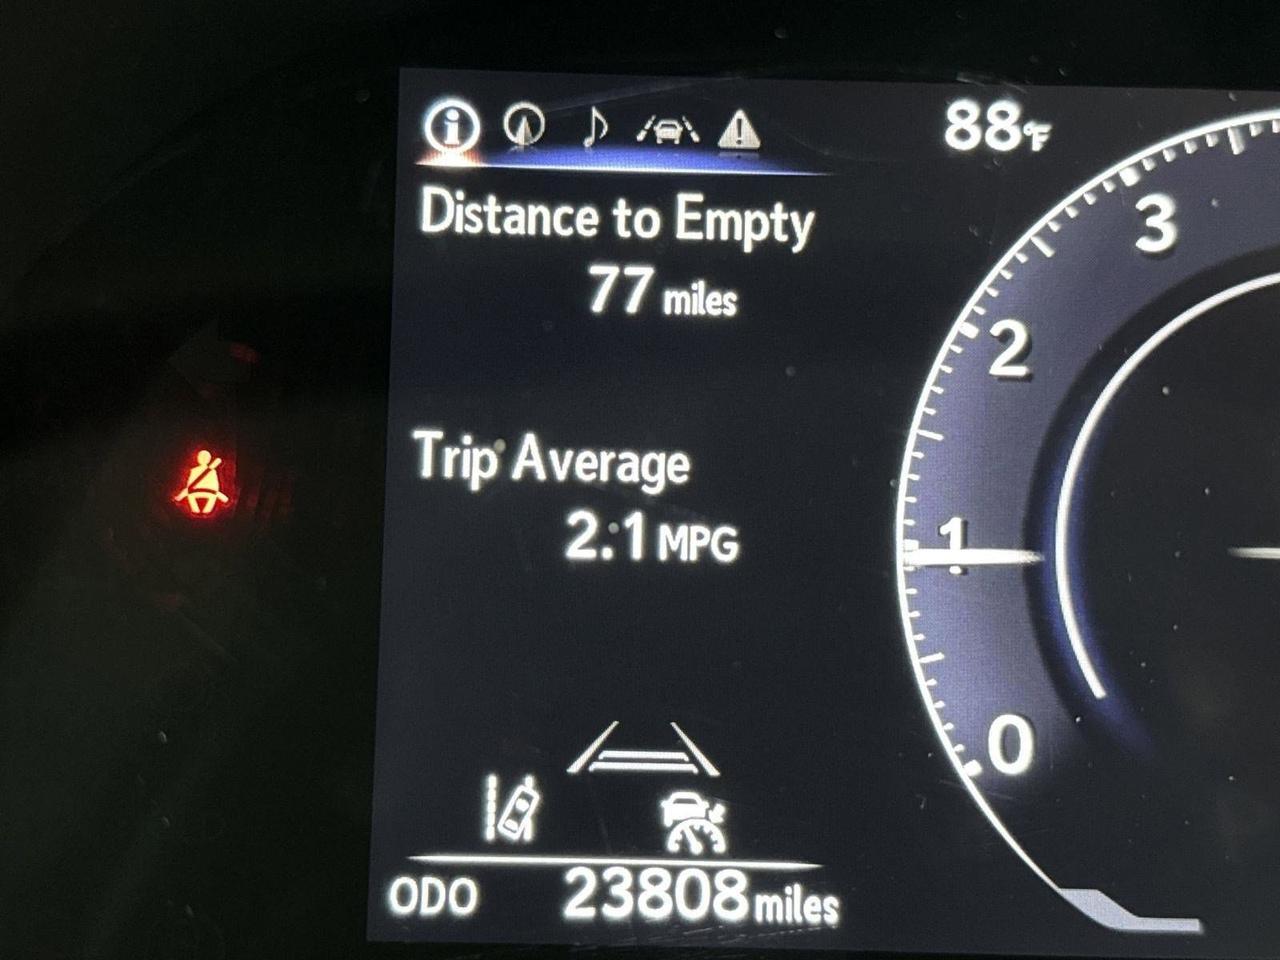 88°F
Distance to Empty
77 miles
Trip Average
2.1 MPG
3
2
1
0
ODO 23808 miles